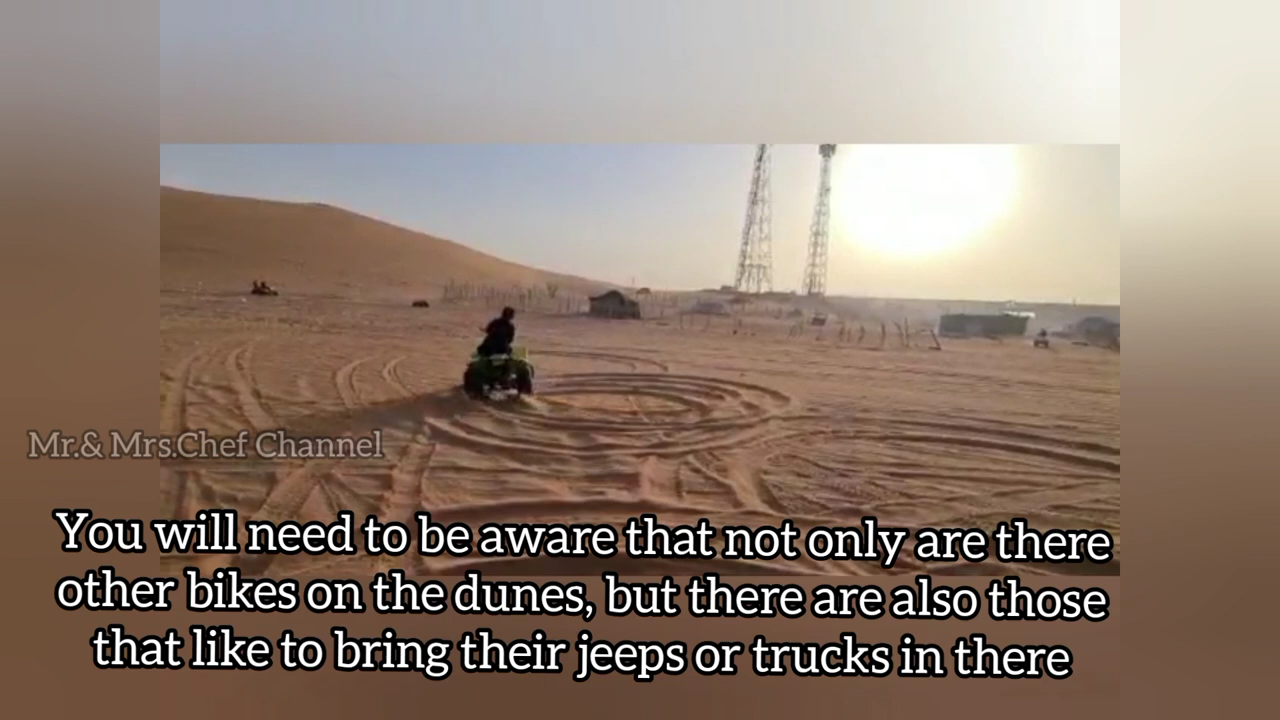 Mr.& Mrs.Chef Channel
You will need to be aware that not only are there
other bikes on the dunes, but there are also those
that like to bring their jeeps or trucks in there